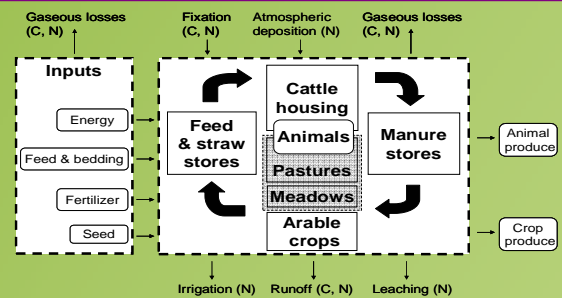 Gaseous losses
(C, N)
Fixation
(C, N)
Atmospheric
deposition (N)
Gaseous losses
(C, N)
Inputs
Energy
Feed & bedding
Fertilizer
Seed
Feed
& straw
stores
Cattle
housing
Animals
Pastures
Meadows
Arable
crops
Manure
stores
Animal
produce
Crop
produce
Irrigation (N)
Runoff (C, N)
Leaching (N)